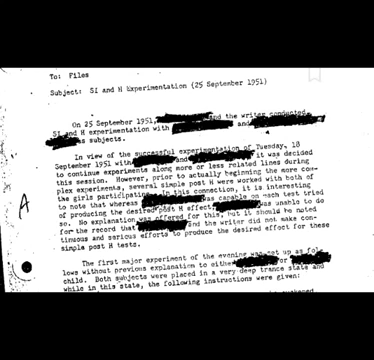 To: Files
Subject: SI and H Experimentation (25 September 1951)
On 25 September 1951, and the writer conducted
SI and H experimentation with and
as subjects.
In view of the successful experimentation of Tuesday, 18
September 1951 with and it was decided
to continue experiments along more or less related lines during
this session. However, prior to actually beginning the more com-
plex experiments, several simple post H were worked with both of
the girls participating. In this connection, it is interesting
to note that whereas was capable on each test tried
of producing the desired post H effect, was unable to do
so. No explanation was offered for this, but it should be noted
for the record that and the writer did not make con-
tinuous and serious efforts to produce the desired effect for these
simple post H tests.
The first major experiment of the evening was set up as fol-
lows without previous explanation to either or
child. Both subjects were placed in a very deep trance state and
while in this state, the following instructions were given:
A